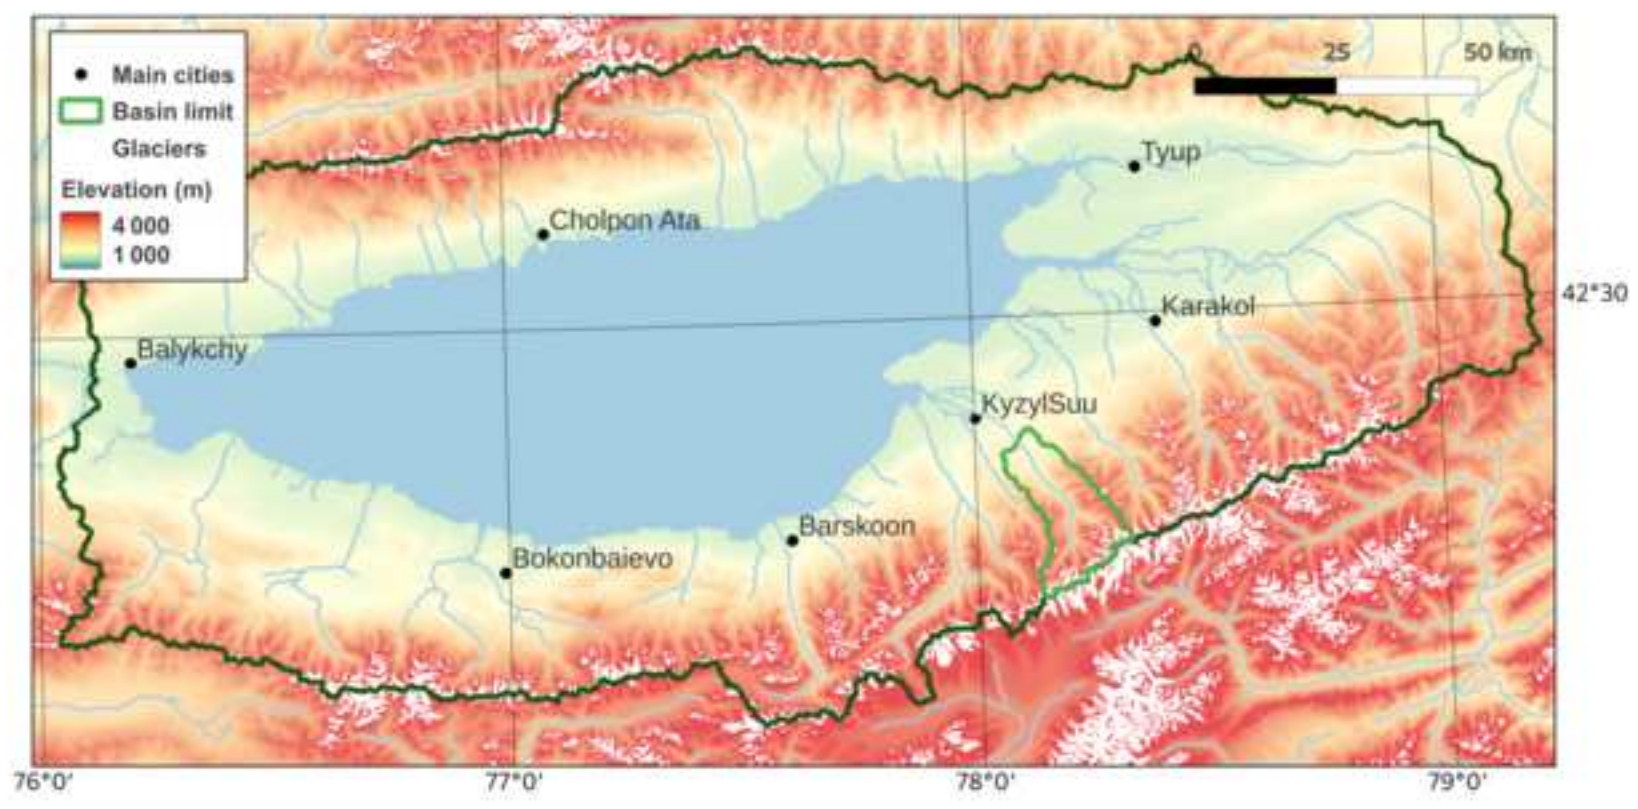 Main cities
Basin limit
Glaciers
Elevation (m)
4 000
1 000
0 25 50 km
Tyup
Cholpon Ata
42°30
Karakol
Balykchy
KyzylSuu
Barskoon
Bokonbaievo
76°0' 77°0' 78°0' 79°0'